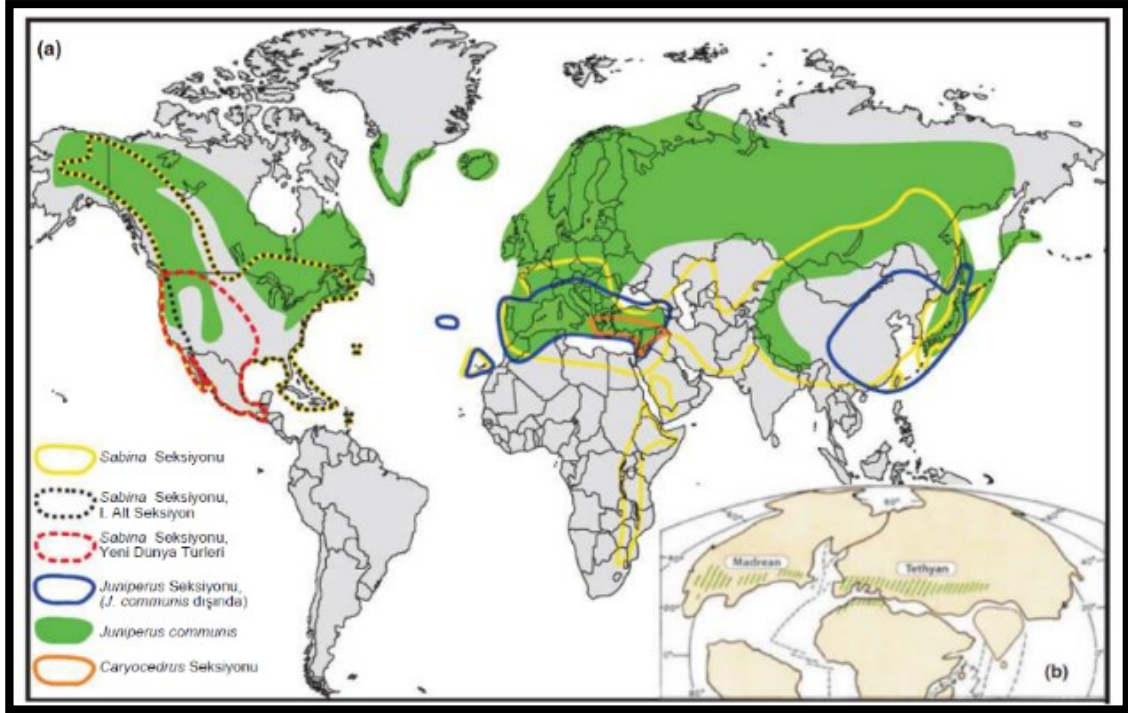 (a)
Sabina Seksiyonu
Sabina Seksiyonu,
I. Alt Seksiyon
Sabina Seksiyonu,
Yeni Dünya Türleri
Juniperus Seksiyonu,
(J. communis dışında)
Juniperus communis
Caryocedrus Seksiyonu
Madrean
Tethyan
(b)